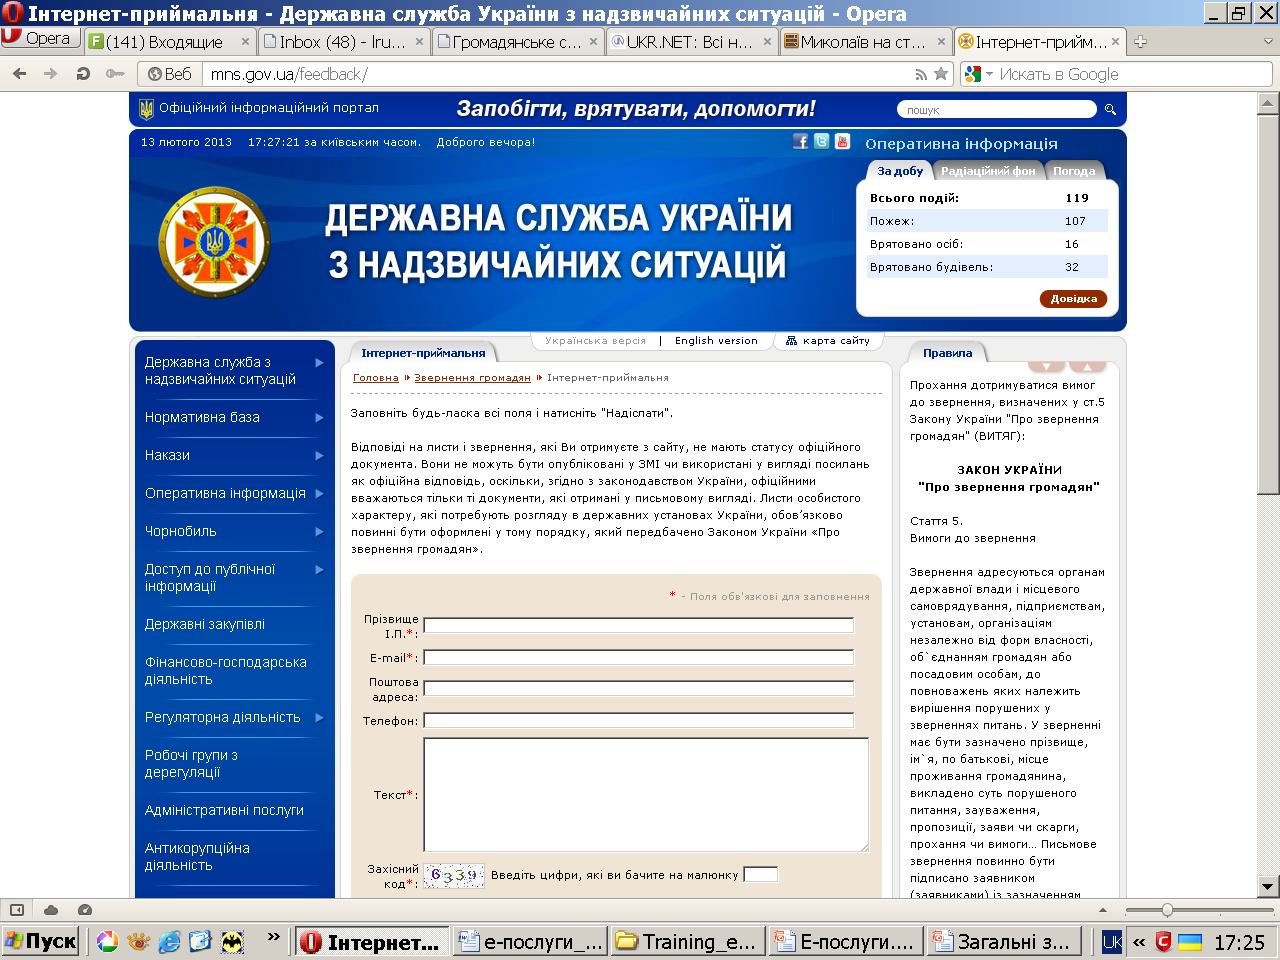 Інтернет-приймальня - Державна служба України з надзвичайних ситуацій - Opera
Opera
(141) Входящие
Inbox (48) - Iru...
Громадянське с...
UKR.NET: Всі н...
Миколаїв на ст...
Інтернет-прийм...
Веб
mns.gov.ua/feedback/
Искать в Google
Офіційний інформаційний портал
Запобігти, врятувати, допомогти!
пошук
13 лютого 2013 17:27:21 за київським часом. Доброго вечора!
Оперативна інформація
За добу Радіаційний фон Погода
Всього подій: 119
Пожеж: 107
Врятовано осіб: 16
Врятовано будівель: 32
Довідка
ДЕРЖАВНА СЛУЖБА УКРАЇНИ
З НАДЗВИЧАЙНИХ СИТУАЦІЙ
Українська версія | English version
карта сайту
Державна служба з
надзвичайних ситуацій
Нормативна база
Накази
Оперативна інформація
Чорнобиль
Доступ до публічної
інформації
Державні закупівлі
Фінансово-господарська
діяльність
Регуляторна діяльність
Робочі групи з
дерегуляції
Адміністративні послуги
Антикорупційна
діяльність
Інтернет-приймальня
Головна Звернення громадян Інтернет-приймальня
Заповніть будь-ласка всі поля і натисніть "Надіслати".
Відповіді на листи і звернення, які Ви отримуєте з сайту, не мають статусу офіційного
документа. Вони не можуть бути опубліковані у ЗМІ чи використані у вигляді посилань
як офіційна відповідь, оскільки, згідно з законодавством України, офіційними
вважаються тільки ті документи, які отримані у письмовому вигляді. Листи особистого
характеру, які потребують розгляду в державних установах України, обов’язково
повинні бути оформлені у тому порядку, який передбачено Законом України «Про
звернення громадян».
* - Поля обв'язкові для заповнення
Прізвище
І.П.*:
E-mail*:
Поштова
адреса:
Телефон:
Текст*:
Захісний
код*:
6339
Введіть цифри, які ви бачите на малюнку
Правила
Прохання дотримуватися вимог
до звернення, визначених у ст.5
Закону України "Про звернення
громадян" (ВИТЯГ):
ЗАКОН УКРАЇНИ
"Про звернення громадян"
Стаття 5.
Вимоги до звернення
Звернення адресуються органам
державної влади і місцевого
самоврядування, підприємствам,
установам, організаціям
незалежно від форм власності,
об`єднанням громадян або
посадовим особам, до
повноважень яких належить
вирішення порушених у
зверненнях питань. У зверненні
має бути зазначено прізвище,
ім`я, по батькові, місце
проживання громадянина,
викладено суть порушеного
питання, зауваження,
пропозиції, заяви чи скарги,
прохання чи вимоги... Письмове
звернення повинно бути
підписано заявником
(заявниками) із зазначенням
Пуск
»
Інтернет...
е-послуги_...
Training_e...
Е-послуги....
Загальні з...
UK
«
17:25